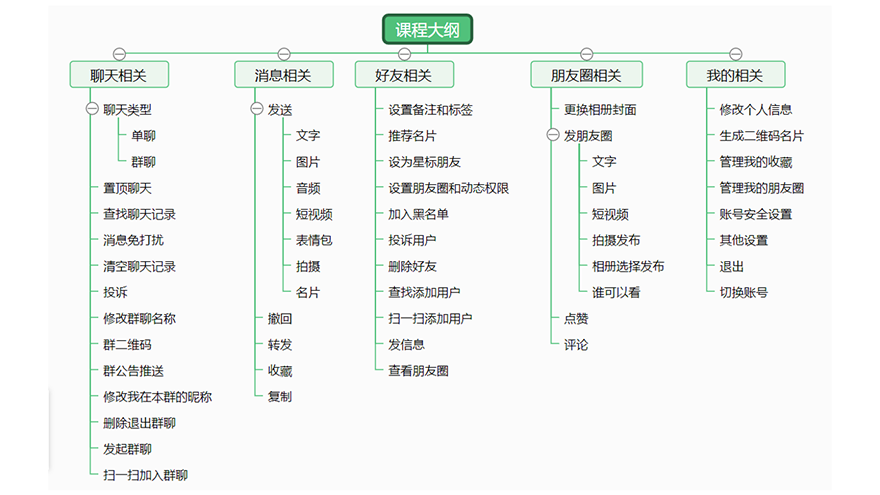 课程大纲
聊天相关
聊天类型
单聊
群聊
置顶聊天
查找聊天记录
消息免打扰
清空聊天记录
投诉
修改群聊名称
群二维码
群公告推送
修改我在本群的昵称
删除退出群聊
发起群聊
扫一扫加入群聊
消息相关
发送
文字
图片
音频
短视频
表情包
拍摄
名片
撤回
转发
收藏
复制
好友相关
设置备注和标签
推荐名片
设为星标朋友
设置朋友圈和动态权限
加入黑名单
投诉用户
删除好友
查找添加用户
扫一扫添加用户
发信息
查看朋友圈
朋友圈相关
更换相册封面
发朋友圈
文字
图片
短视频
拍摄发布
相册选择发布
谁可以看
点赞
评论
我的相关
修改个人信息
生成二维码名片
管理我的收藏
管理我的朋友圈
账号安全设置
其他设置
退出
切换账号